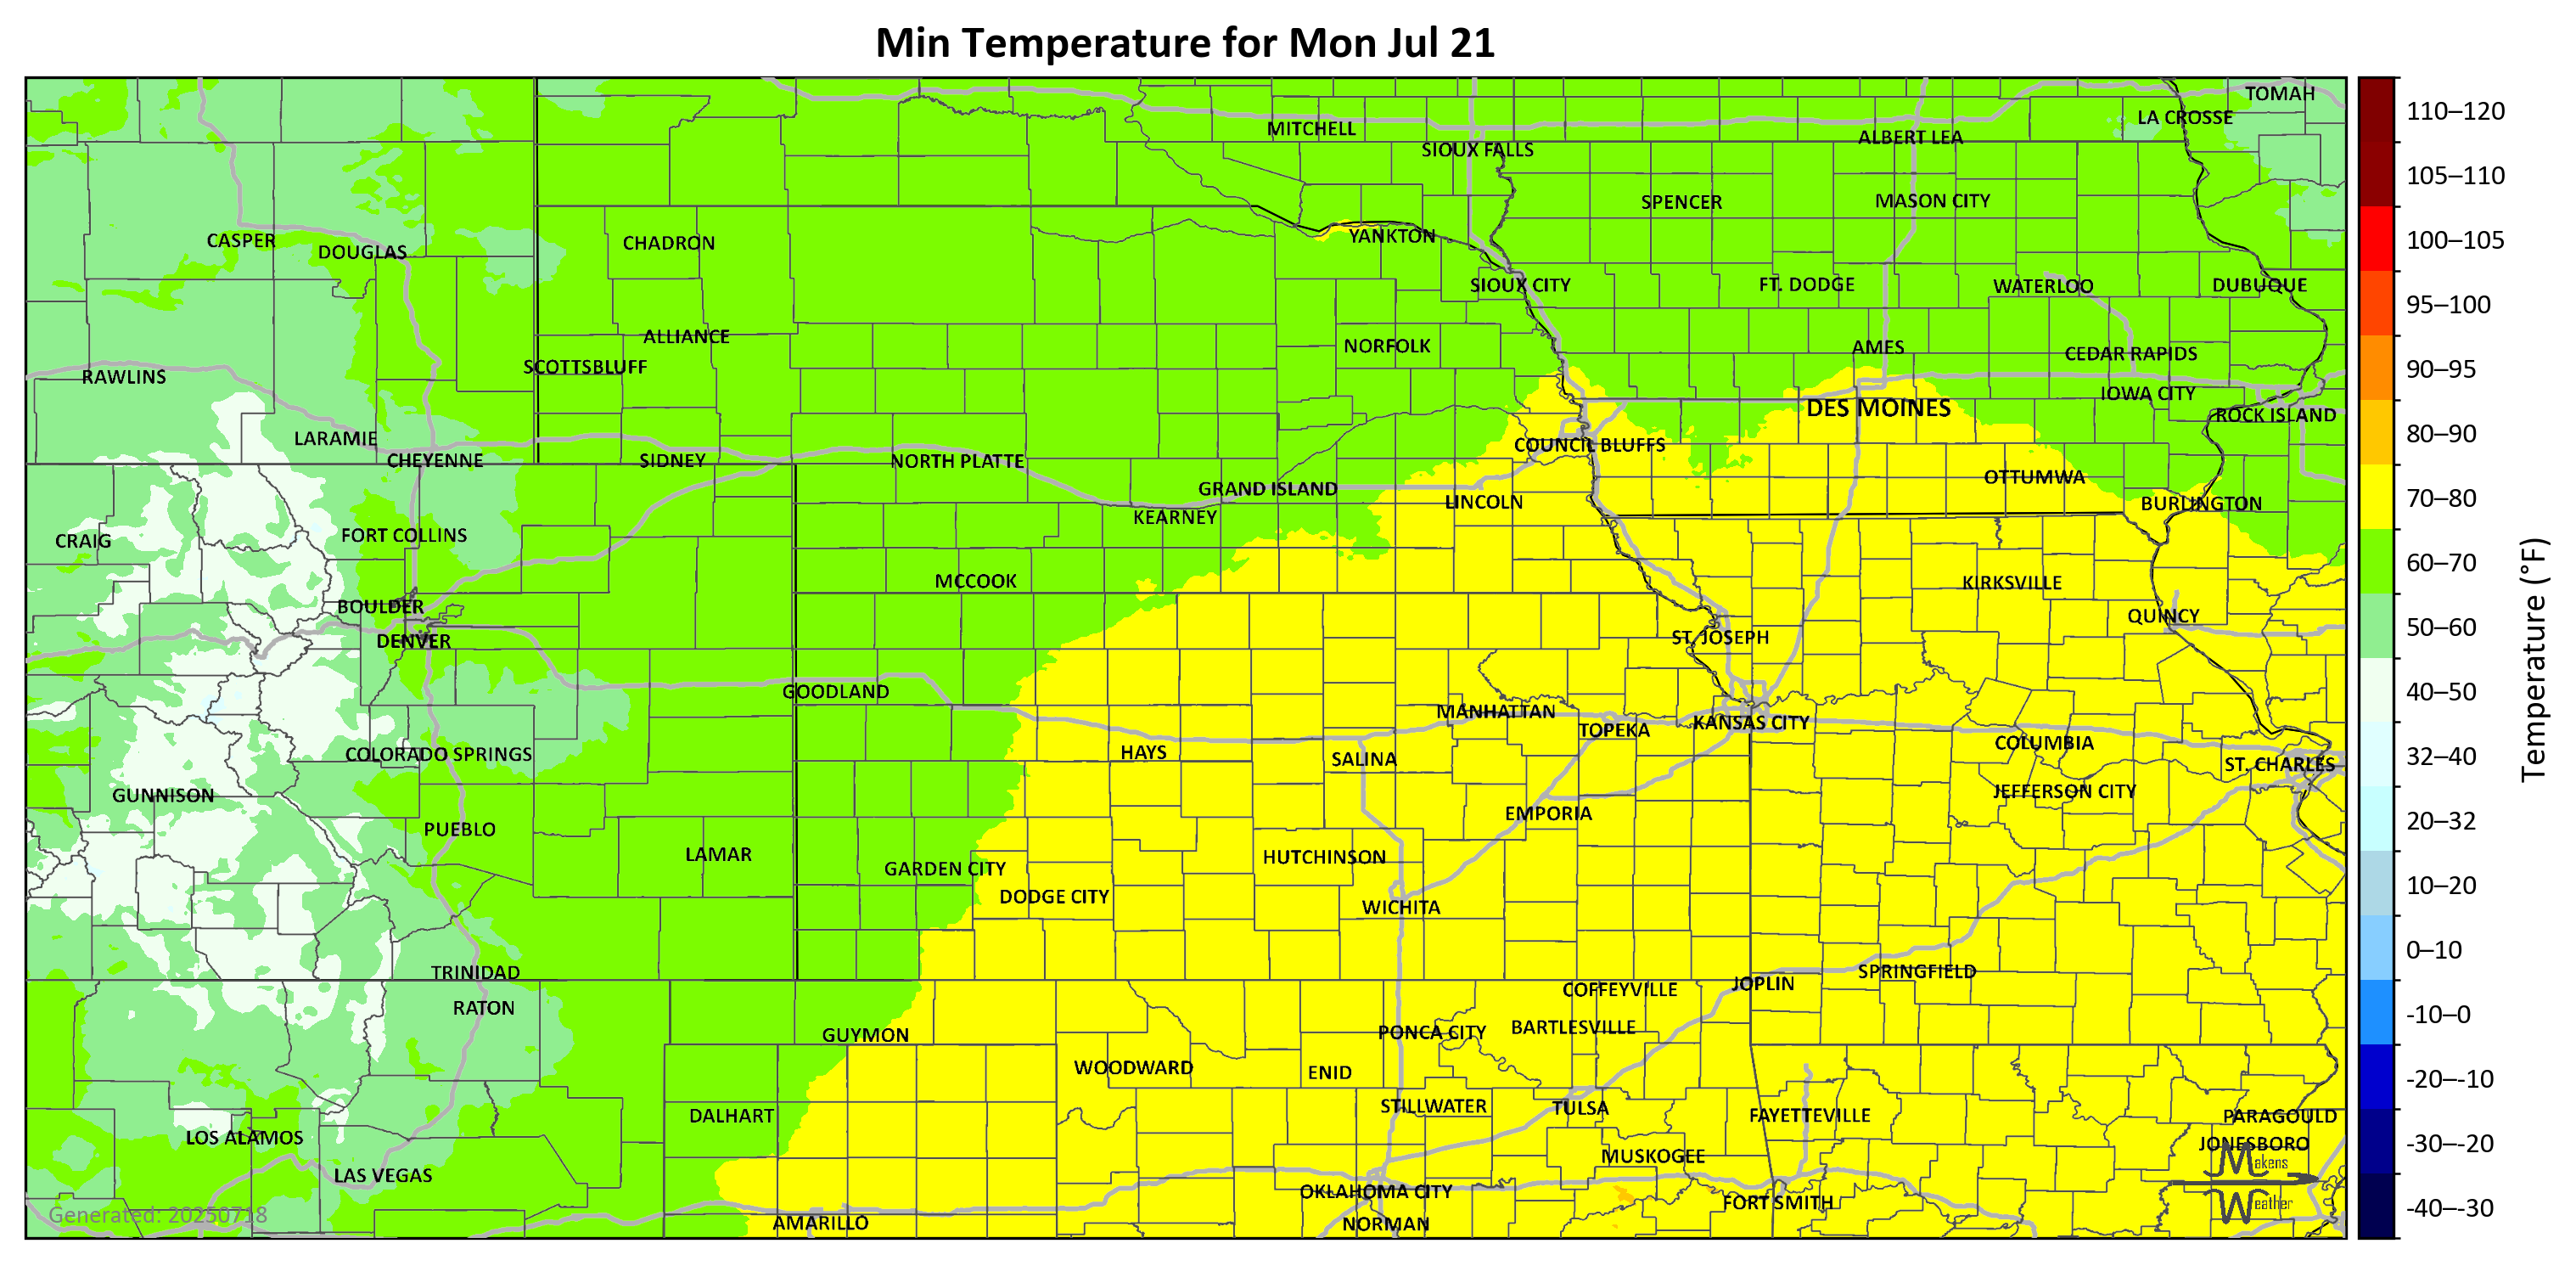 Min Temperature for Mon Jul 21
TOMAH
LA CROSSE
MITCHELL
ALBERT LEA
SIOUX FALLS
SPENCER
MASON CITY
CASPER
DOUGLAS
CHADRON
YANKTON
SIOUX CITY
FT. DODGE
WATERLOO
DUBUQUE
ALLIANCE
NORFOLK
AMES
CEDAR RAPIDS
SCOTTSBLUFF
RAWLINS
IOWA CITY
DES MOINES
ROCK ISLAND
LARAMIE
COUNCIL BLUFFS
CHEYENNE
SIDNEY
NORTH PLATTE
OTTUMWA
GRAND ISLAND
LINCOLN
BURLINGTON
KEARNEY
FORT COLLINS
CRAIG
MCCOOK
KIRKSVILLE
BOULDER
QUINCY
DENVER
ST. JOSEPH
GOODLAND
MANHATTAN
TOPEKA
KANSAS CITY
COLUMBIA
COLORADO SPRINGS
HAYS
SALINA
ST. CHARLES
GUNNISON
JEFFERSON CITY
EMPORIA
PUEBLO
LAMAR
HUTCHINSON
GARDEN CITY
DODGE CITY
WICHITA
TRINIDAD
SPRINGFIELD
JOPLIN
COFFEYVILLE
RATON
GUYMON
PONCA CITY
BARTLESVILLE
WOODWARD
ENID
STILLWATER
TULSA
DALHART
FAYETTEVILLE
PARAGOULD
LOS ALAMOS
JONESBORO
MUSKOGEE
LAS VEGAS
OKLAHOMA CITY
FORT SMITH
AMARILLO
NORMAN
Generated: 20250718
Makens
Weather
110–120
105–110
100–105
95–100
90–95
80–90
70–80
60–70
50–60
40–50
32–40
20–32
10–20
0–10
-10–0
-20–-10
-30–-20
-40–-30
Temperature (°F)